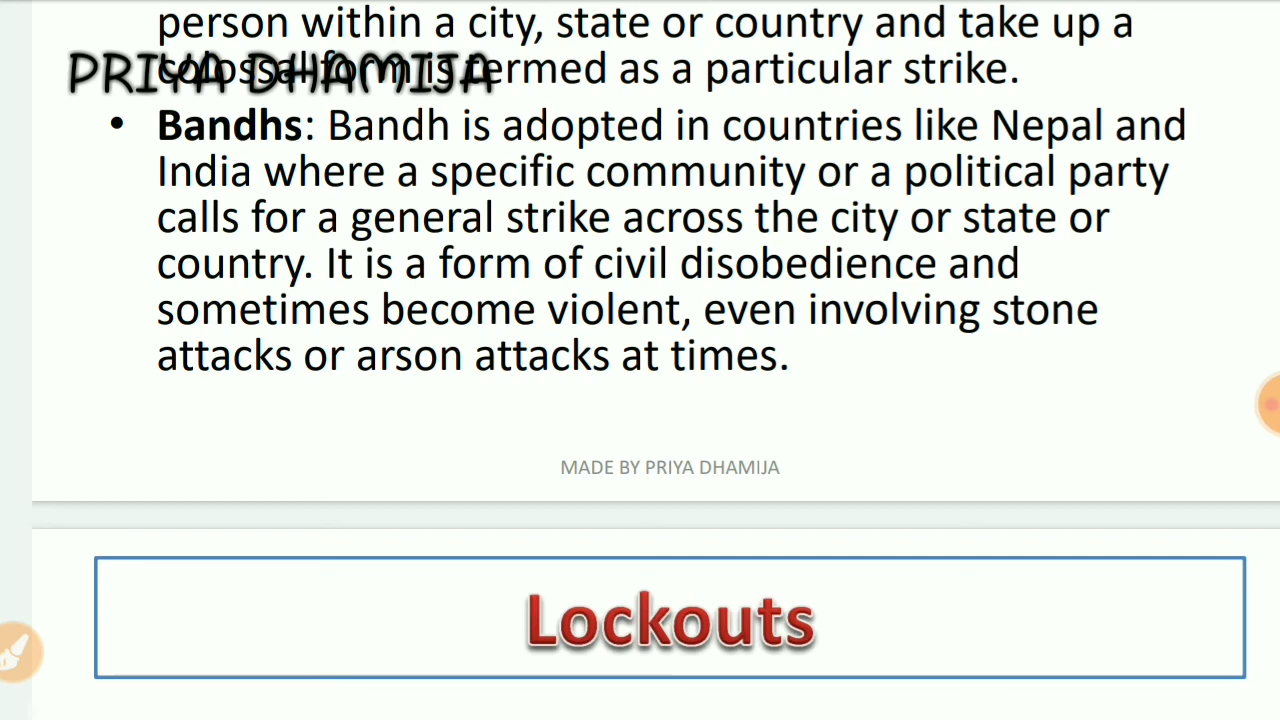 person within a city, state or country and take up a
PRIYA DHAMIJA
colossal form is termed as a particular strike.
• Bandhs: Bandh is adopted in countries like Nepal and
India where a specific community or a political party
calls for a general strike across the city or state or
country. It is a form of civil disobedience and
sometimes become violent, even involving stone
attacks or arson attacks at times.
MADE BY PRIYA DHAMIJA
Lockouts